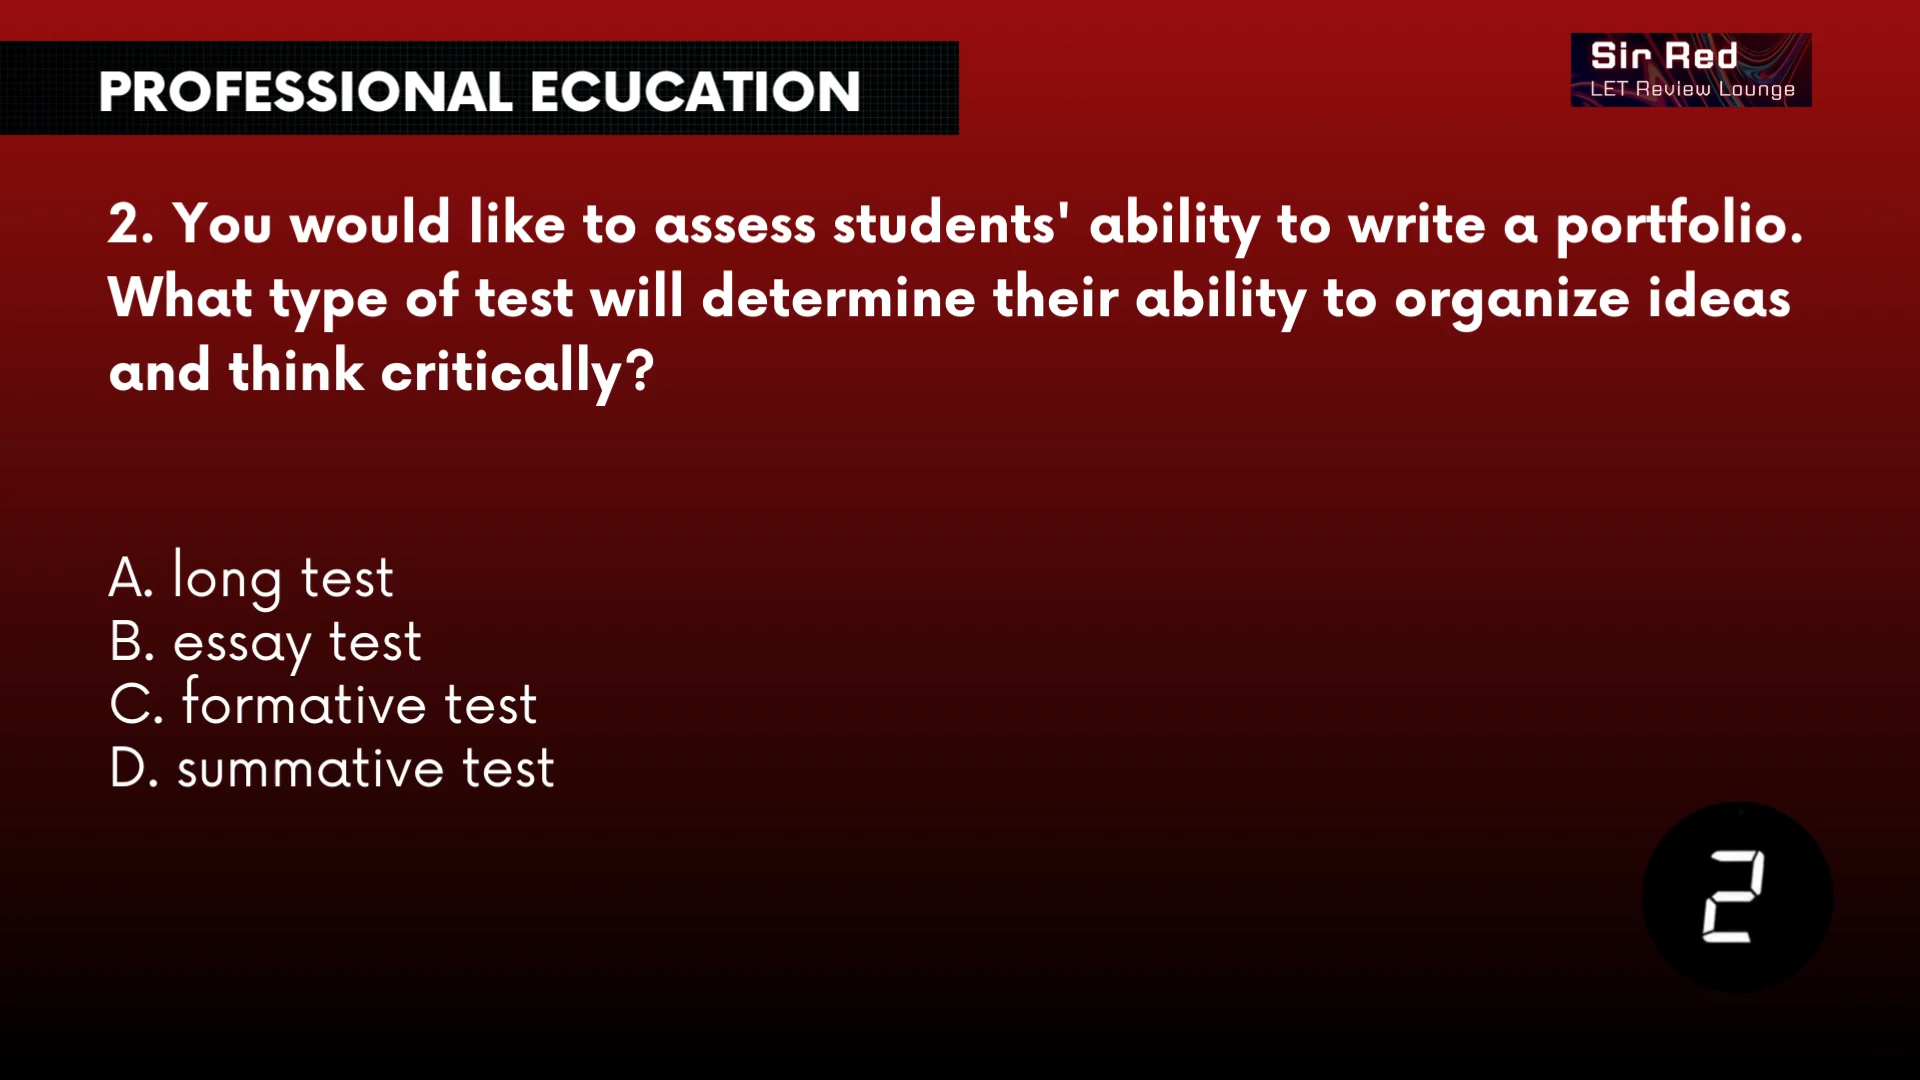 PROFESSIONAL ECUCATION
Sir Red
LET Review Lounge
2. You would like to assess students' ability to write a portfolio.
What type of test will determine their ability to organize ideas
and think critically?
A. long test
B. essay test
C. formative test
D. summative test
2